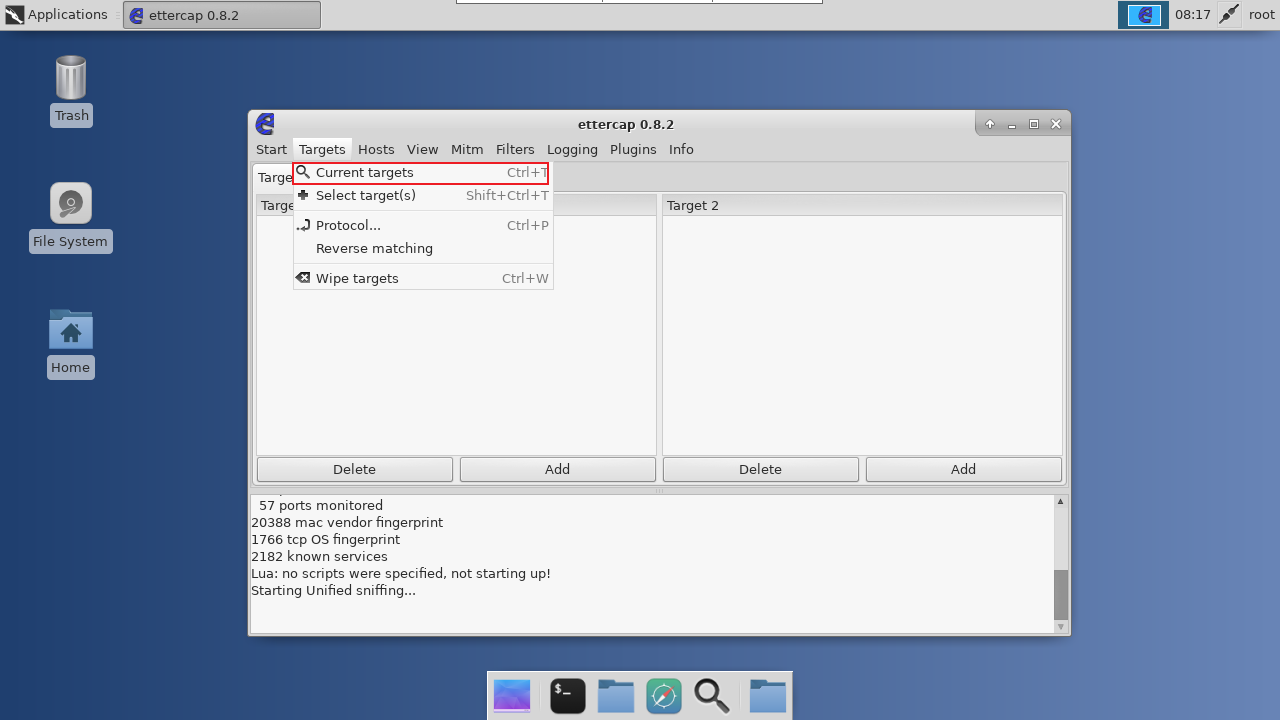 Applications
ettercap 0.8.2
08:17
root
Trash
File System
Home
ettercap 0.8.2
Start Targets Hosts View Mitm Filters Logging Plugins Info
Targe
Current targets Ctrl+T
Select target(s) Shift+Ctrl+T
Targe
Target 2
Protocol... Ctrl+P
Reverse matching
Wipe targets Ctrl+W
Delete Add Delete Add
57 ports monitored
20388 mac vendor fingerprint
1766 tcp OS fingerprint
2182 known services
Lua: no scripts were specified, not starting up!
Starting Unified sniffing...
$_